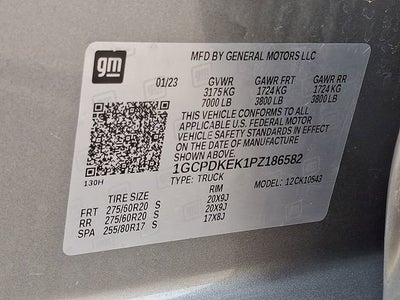 gm
MFD BY GENERAL MOTORS LLC
01/23 GVWR GAWR FRT GAWR RR
3175 KG 1724 KG 1724 KG
7000 LB 3800 LB 3800 LB
THIS VEHICLE CONFORMS TO ALL
APPLICABLE U.S. FEDERAL MOTOR
VEHICLE SAFETY STANDARDS IN
EFFECT ON THE DATE OF MANUFACTURE
SHOWN ABOVE.
1GCPDKEK1PZ186582
130H
TYPE: TRUCK MODEL: 1ZCK10543
TIRE SIZE RIM
FRT 275/60R20 S 20X9J
RR 275/60R20 S 20X9J
SPA 255/80R17 S 17X8J